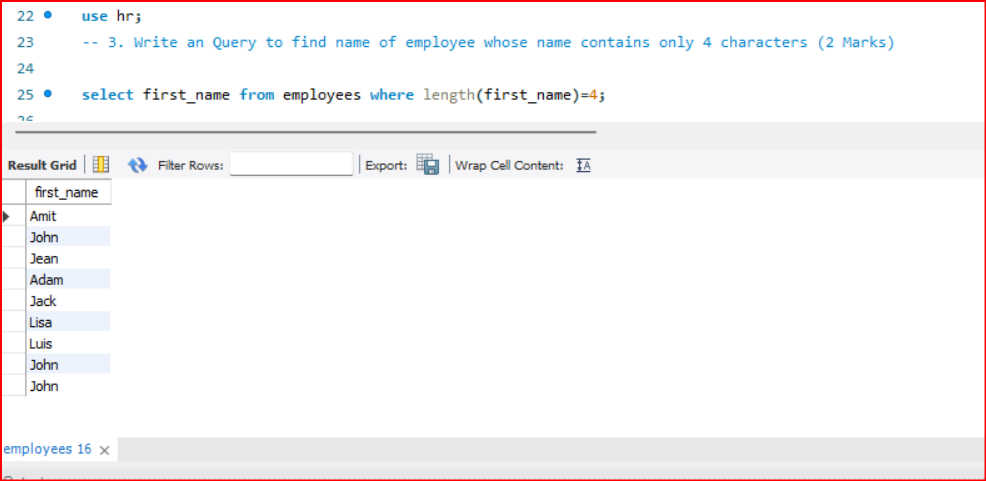 22 use hr;
23 -- 3. Write an Query to find name of employee whose name contains only 4 characters (2 Marks)
24
25 select first_name from employees where length(first_name)=4;
26
Result Grid Filter Rows: Export: Wrap Cell Content: IA
first_name
Amit
John
Jean
Adam
Jack
Lisa
Luis
John
John
employees 16 ×